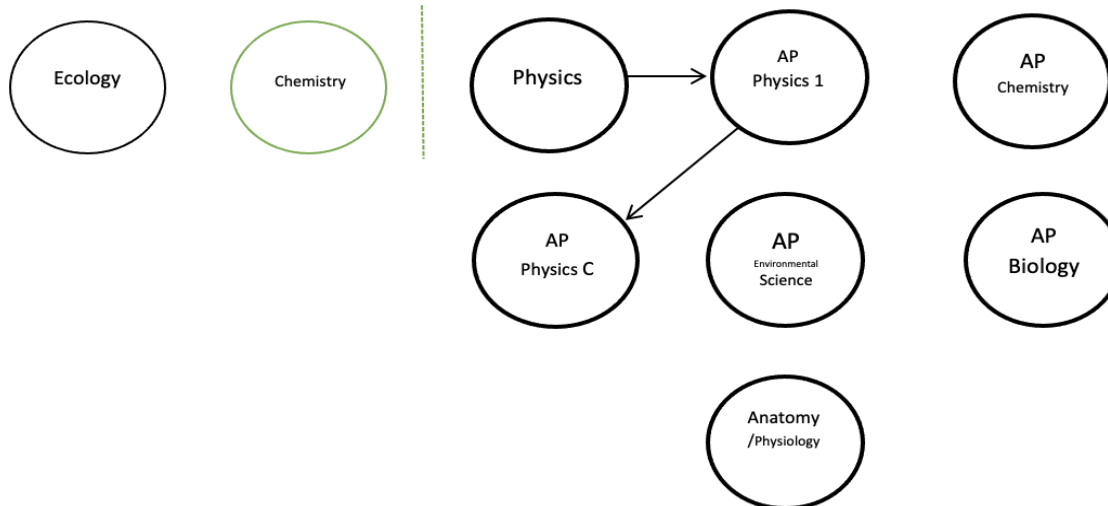 Ecology
Chemistry
Physics
AP
Physics 1
AP
Chemistry
AP
Physics C
AP
Environmental
Science
AP
Biology
Anatomy
/Physiology